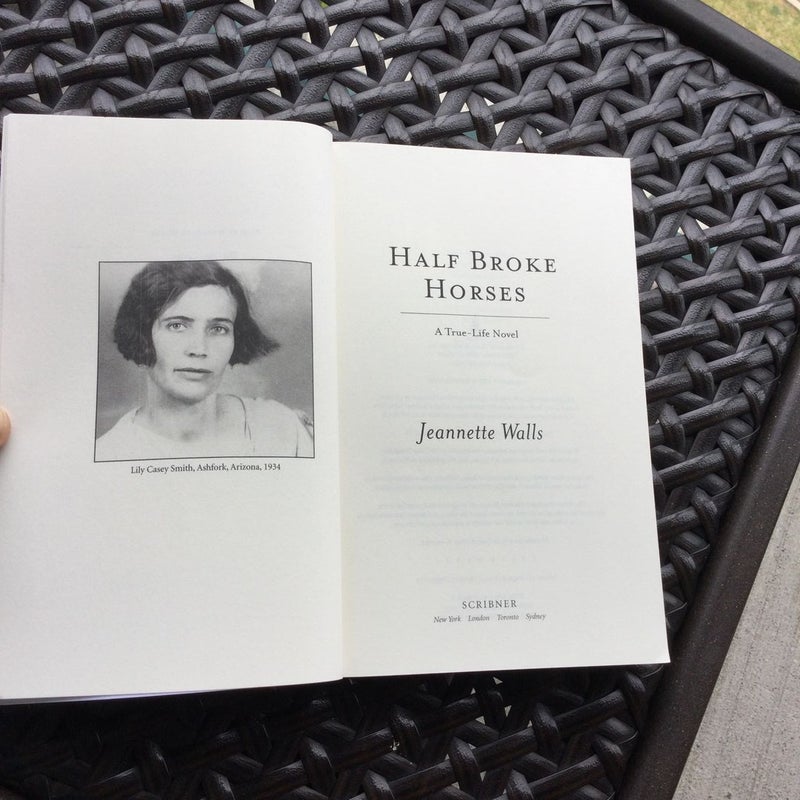 Lily Casey Smith, Ashfork, Arizona, 1934
HALF BROKE
HORSES
A True-Life Novel
Jeannette Walls
SCRIBNER
New York London Toronto Sydney